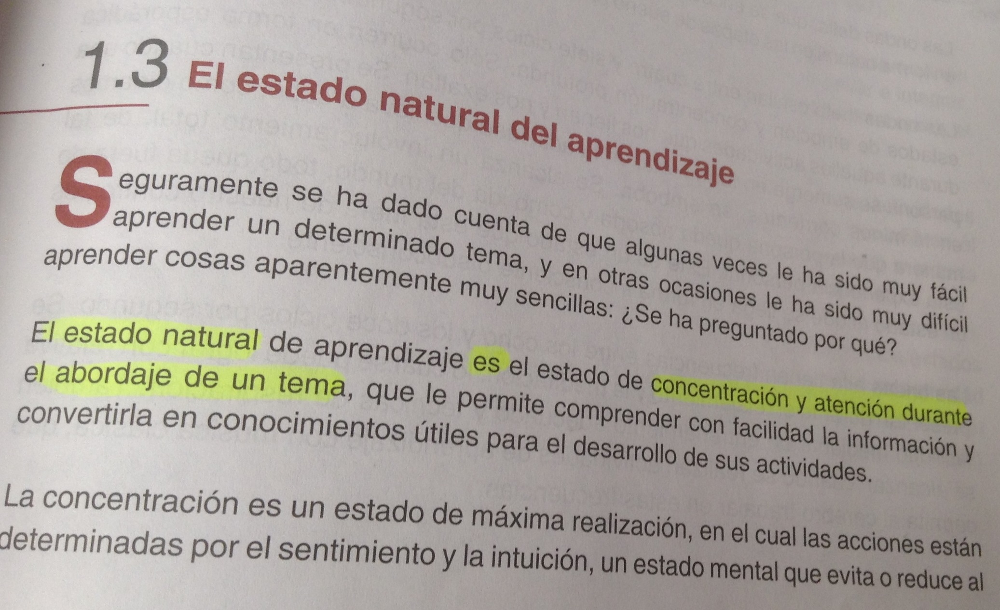 1.3 El estado natural del aprendizaje
Seguramente se ha dado cuenta de que algunas veces le ha sido muy fácil
aprender un determinado tema, y en otras ocasiones le ha sido muy difícil
aprender cosas aparentemente muy sencillas: ¿Se ha preguntado por qué?
El estado natural de aprendizaje es el estado de concentración y atención durante
el abordaje de un tema, que le permite comprender con facilidad la información y
convertirla en conocimientos útiles para el desarrollo de sus actividades.
La concentración es un estado de máxima realización, en el cual las acciones están
determinadas por el sentimiento y la intuición, un estado mental que evita o reduce al